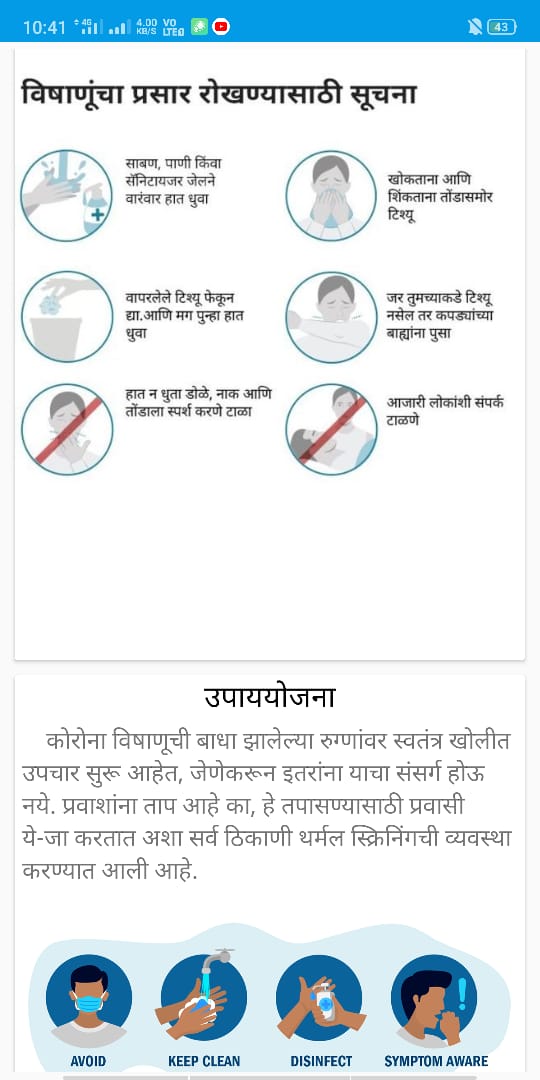 10:41 4G 4.00 KB/S VO LTE 43
विषाणूंचा प्रसार रोखण्यासाठी सूचना
साबण, पाणी किंवा
सॅनिटायजर जेलने
वारंवार हात धुवा
खोकताना आणि
शिंकताना तोंडासमोर
टिश्यू
वापरलेले टिश्यू फेकून
द्या.आणि मग पुन्हा हात
धुवा
जर तुमच्याकडे टिश्यू
नसेल तर कपड्यांच्या
बाह्यांना पुसा
हात न धुता डोळे, नाक आणि
तोंडाला स्पर्श करणे टाळा
आजारी लोकांशी संपर्क
टाळणे
उपाययोजना
कोरोना विषाणूची बाधा झालेल्या रुग्णांवर स्वतंत्र खोलीत
उपचार सुरू आहेत, जेणेकरून इतरांना याचा संसर्ग होऊ
नये. प्रवाशांना ताप आहे का, हे तपासण्यासाठी प्रवासी
ये-जा करतात अशा सर्व ठिकाणी थर्मल स्क्रिनिंगची व्यवस्था
करण्यात आली आहे.
AVOID KEEP CLEAN DISINFECT SYMPTOM AWARE